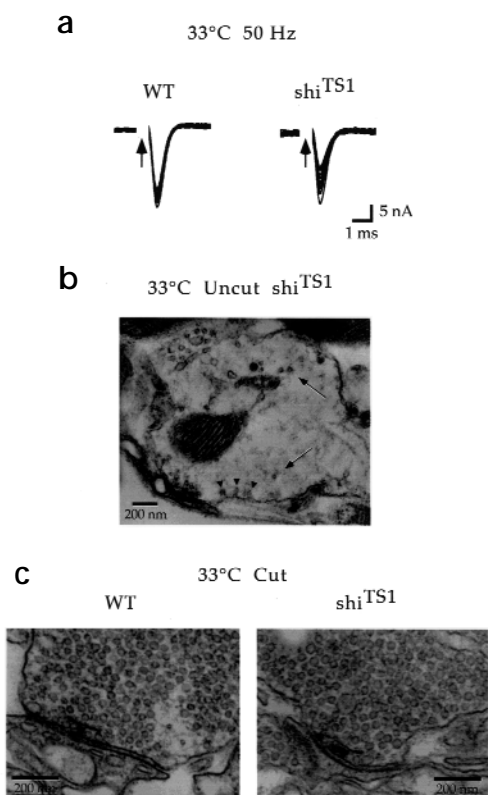 a
33°C 50 Hz
WT
shiTS1
5 nA
1 ms
b
33°C Uncut shiTS1
200 nm
c
33°C Cut
WT
shiTS1
200 nm
200 nm